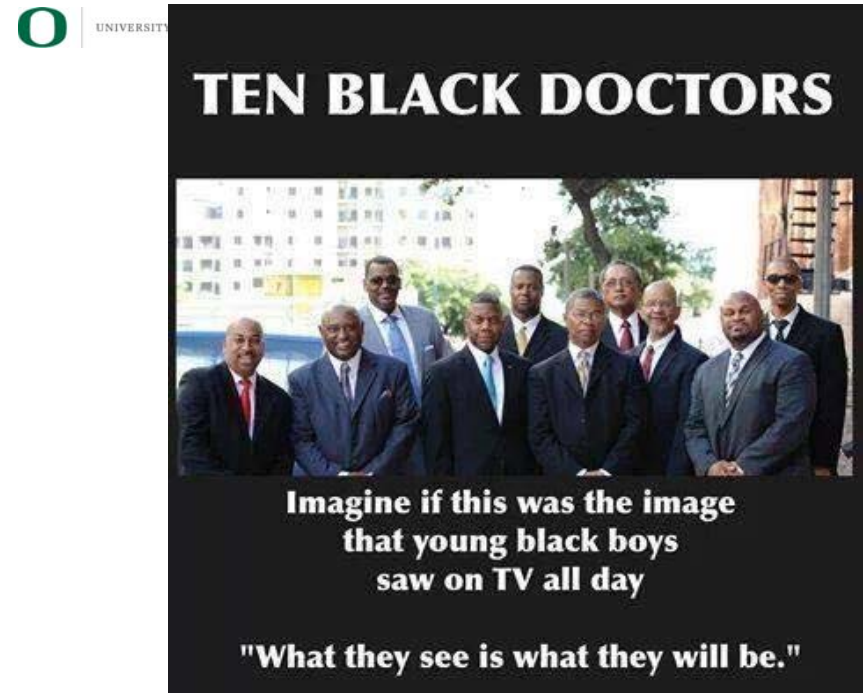 O
UNIVERSITY
TEN BLACK DOCTORS
Imagine if this was the image
that young black boys
saw on TV all day
"What they see is what they will be."